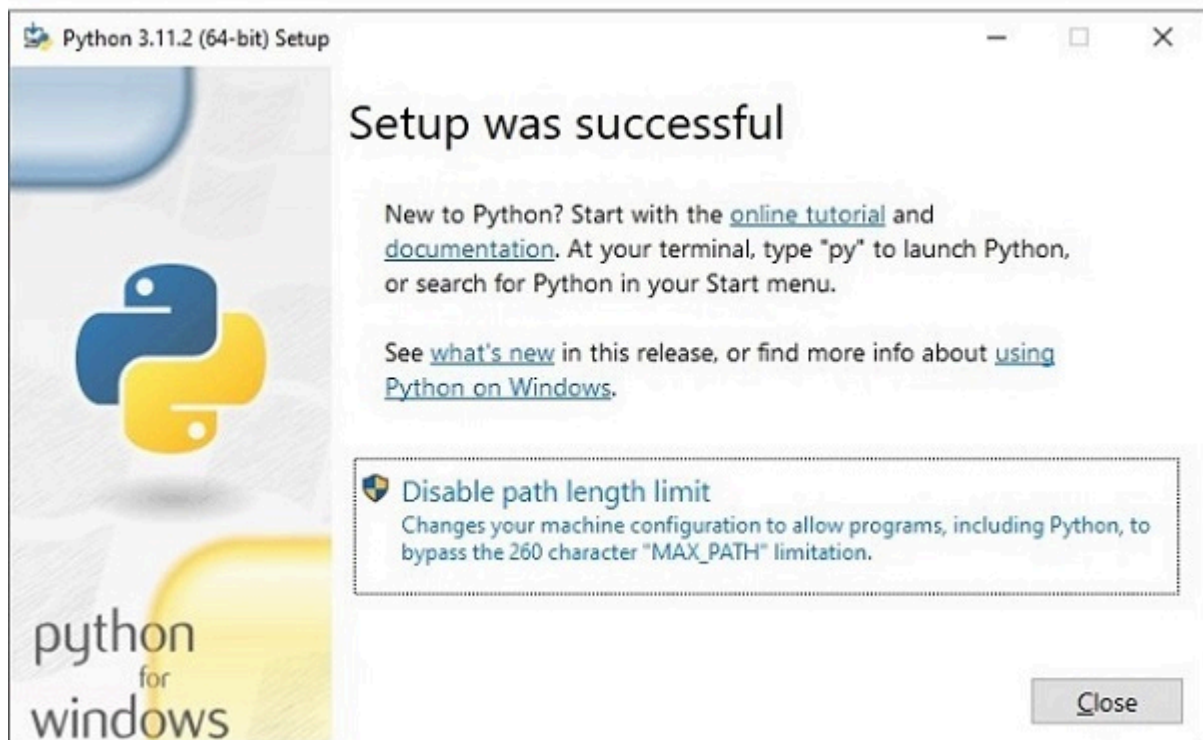 Python 3.11.2 (64-bit) Setup
Setup was successful
New to Python? Start with the online tutorial and
documentation. At your terminal, type "py" to launch Python,
or search for Python in your Start menu.
See what's new in this release, or find more info about using
Python on Windows.
Disable path length limit
Changes your machine configuration to allow programs, including Python, to
bypass the 260 character "MAX_PATH" limitation.
python
for
windows
Close